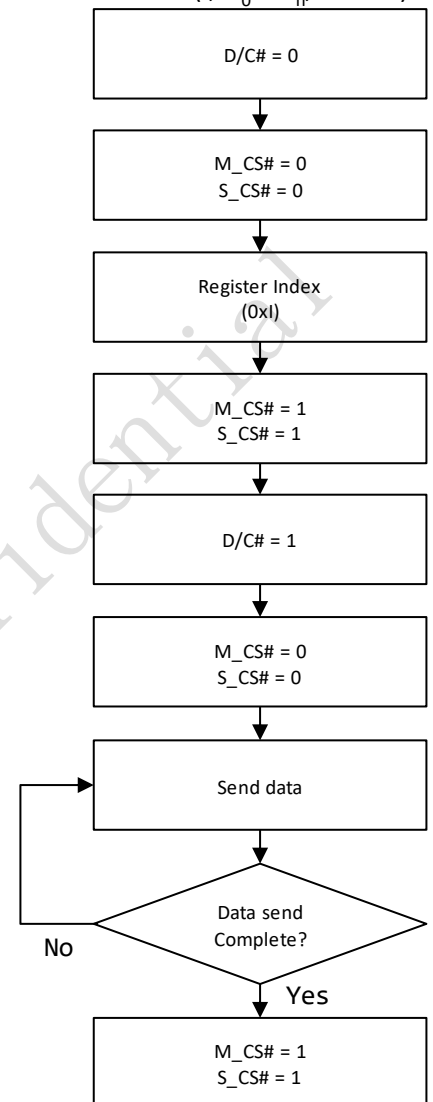 D/C# = 0
M_CS# = 0
S_CS# = 0
Register Index
(0xI)
M_CS# = 1
S_CS# = 1
D/C# = 1
M_CS# = 0
S_CS# = 0
Send data
Data send
Complete?
No
Yes
M_CS# = 1
S_CS# = 1